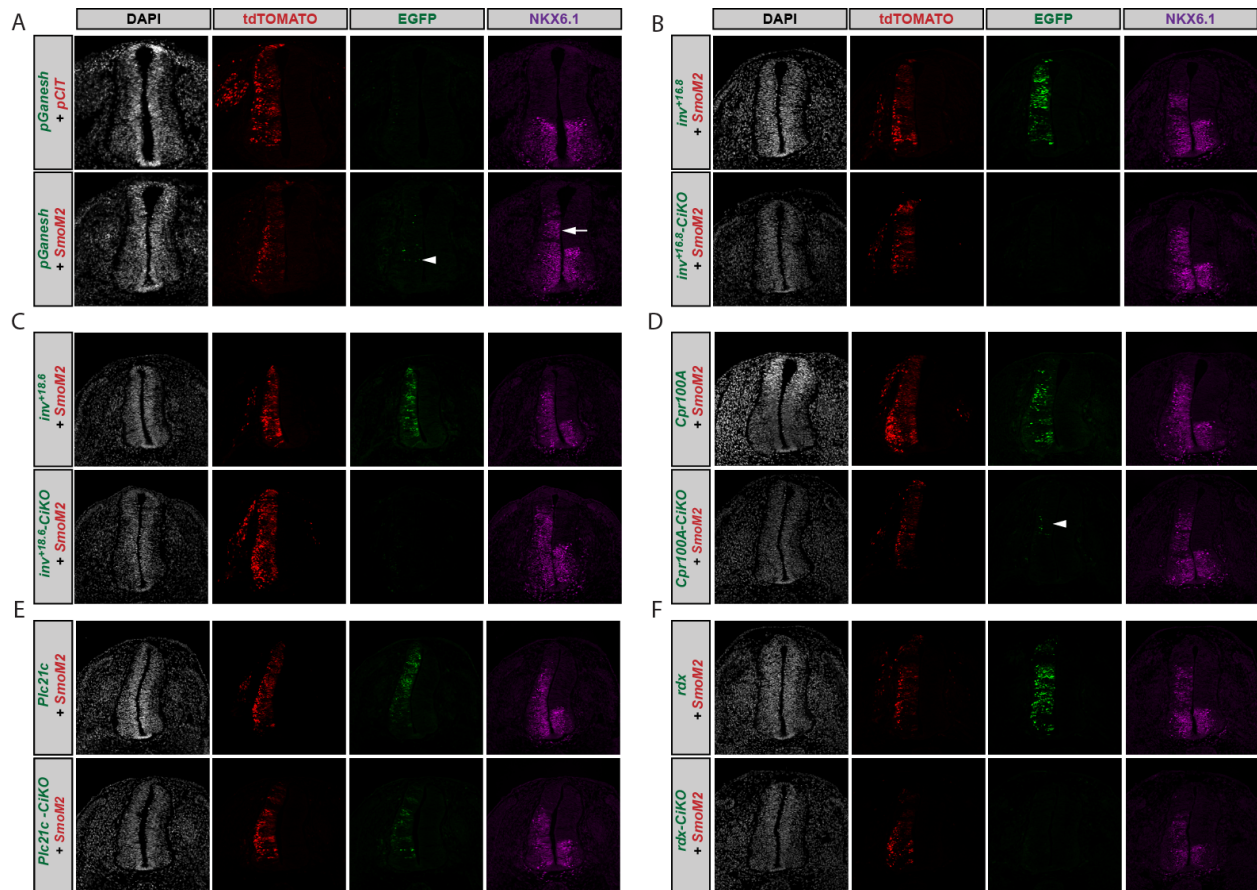 A
DAPI
tdTOMATO
EGFP
NKX6.1
pGanesh
+ pCIT
pGanesh
+ SmoM2
B
DAPI
tdTOMATO
EGFP
NKX6.1
inv+16.8
+ SmoM2
inv+16.8-CiKO
+ SmoM2
C
inv+18.6
+ SmoM2
inv+18.6-CiKO
+ SmoM2
D
Cpr100A
+ SmoM2
Cpr100A-CiKO
+ SmoM2
E
Plc21c
+ SmoM2
Plc21c -CiKO
+ SmoM2
F
rdx
+ SmoM2
rdx-CiKO
+ SmoM2